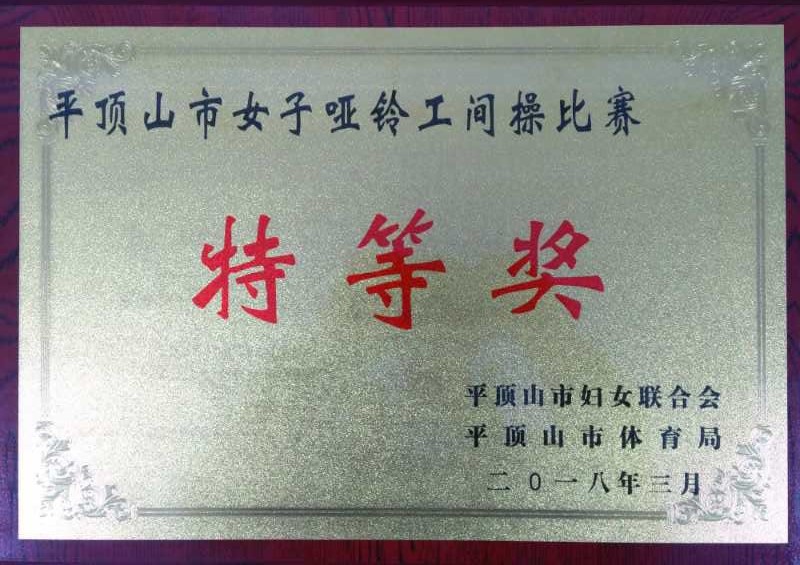 平顶山市女子哑铃工间操比赛
特等奖
平顶山市妇女联合会
平顶山市体育局
二0一八年三月